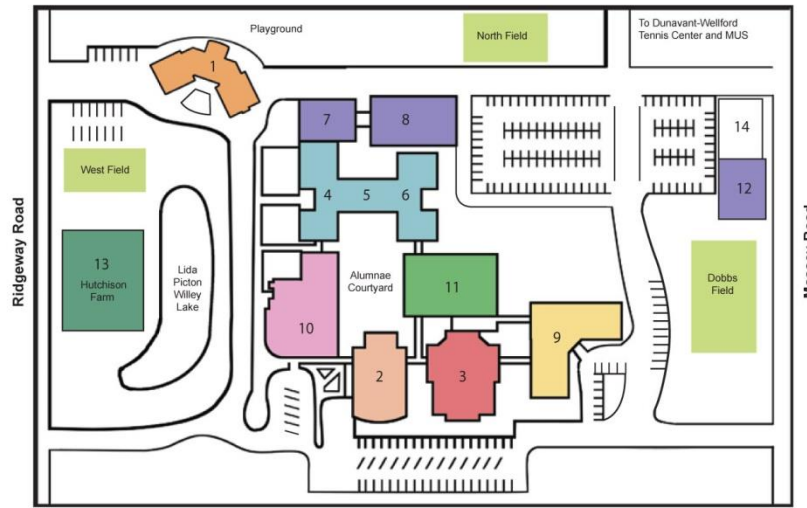 Playground
North Field
To Dunavant-Wellford
Tennis Center and MUS
1
7
8
14
12
West Field
4
5
6
13
Hutchison
Farm
Lida
Picton
Willey
Lake
Alumnae
Courtyard
11
Dobbs
Field
10
9
2
3
Ridgeway Road